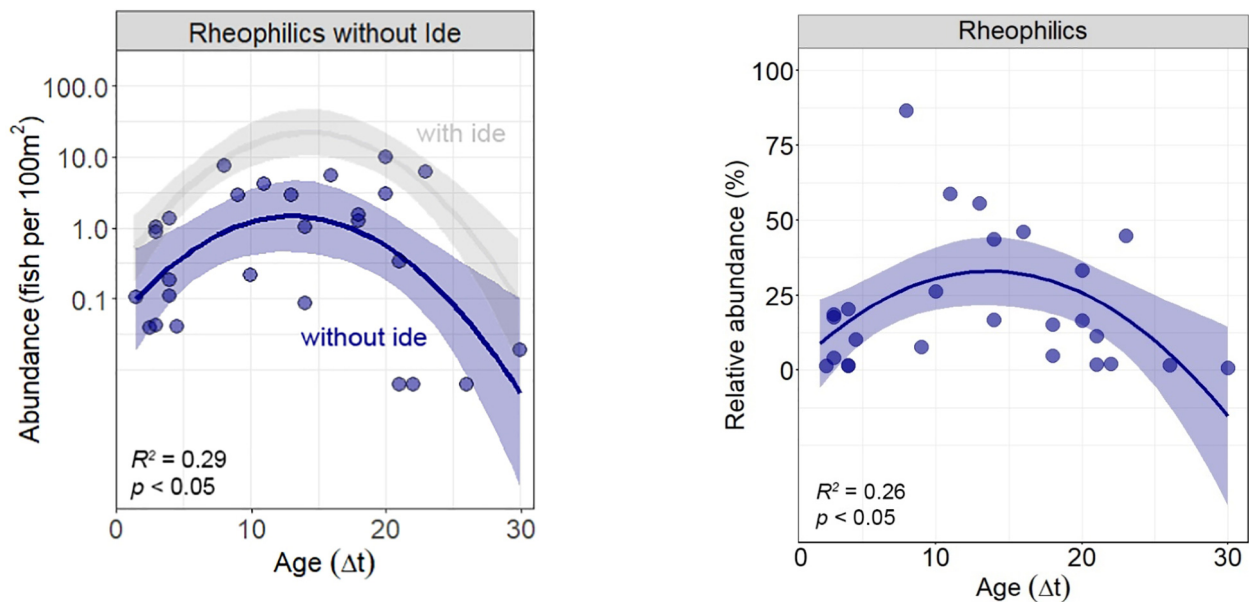 Rheophilics without Ide
Abundance (fish per 100m²)
100.0
10.0
1.0
0.1
with ide
without ide
R² = 0.29
p < 0.05
0 10 20 30
Age (Δt)
Rheophilics
Relative abundance (%)
100
75
50
25
0
R² = 0.26
p < 0.05
0 10 20 30
Age (Δt)